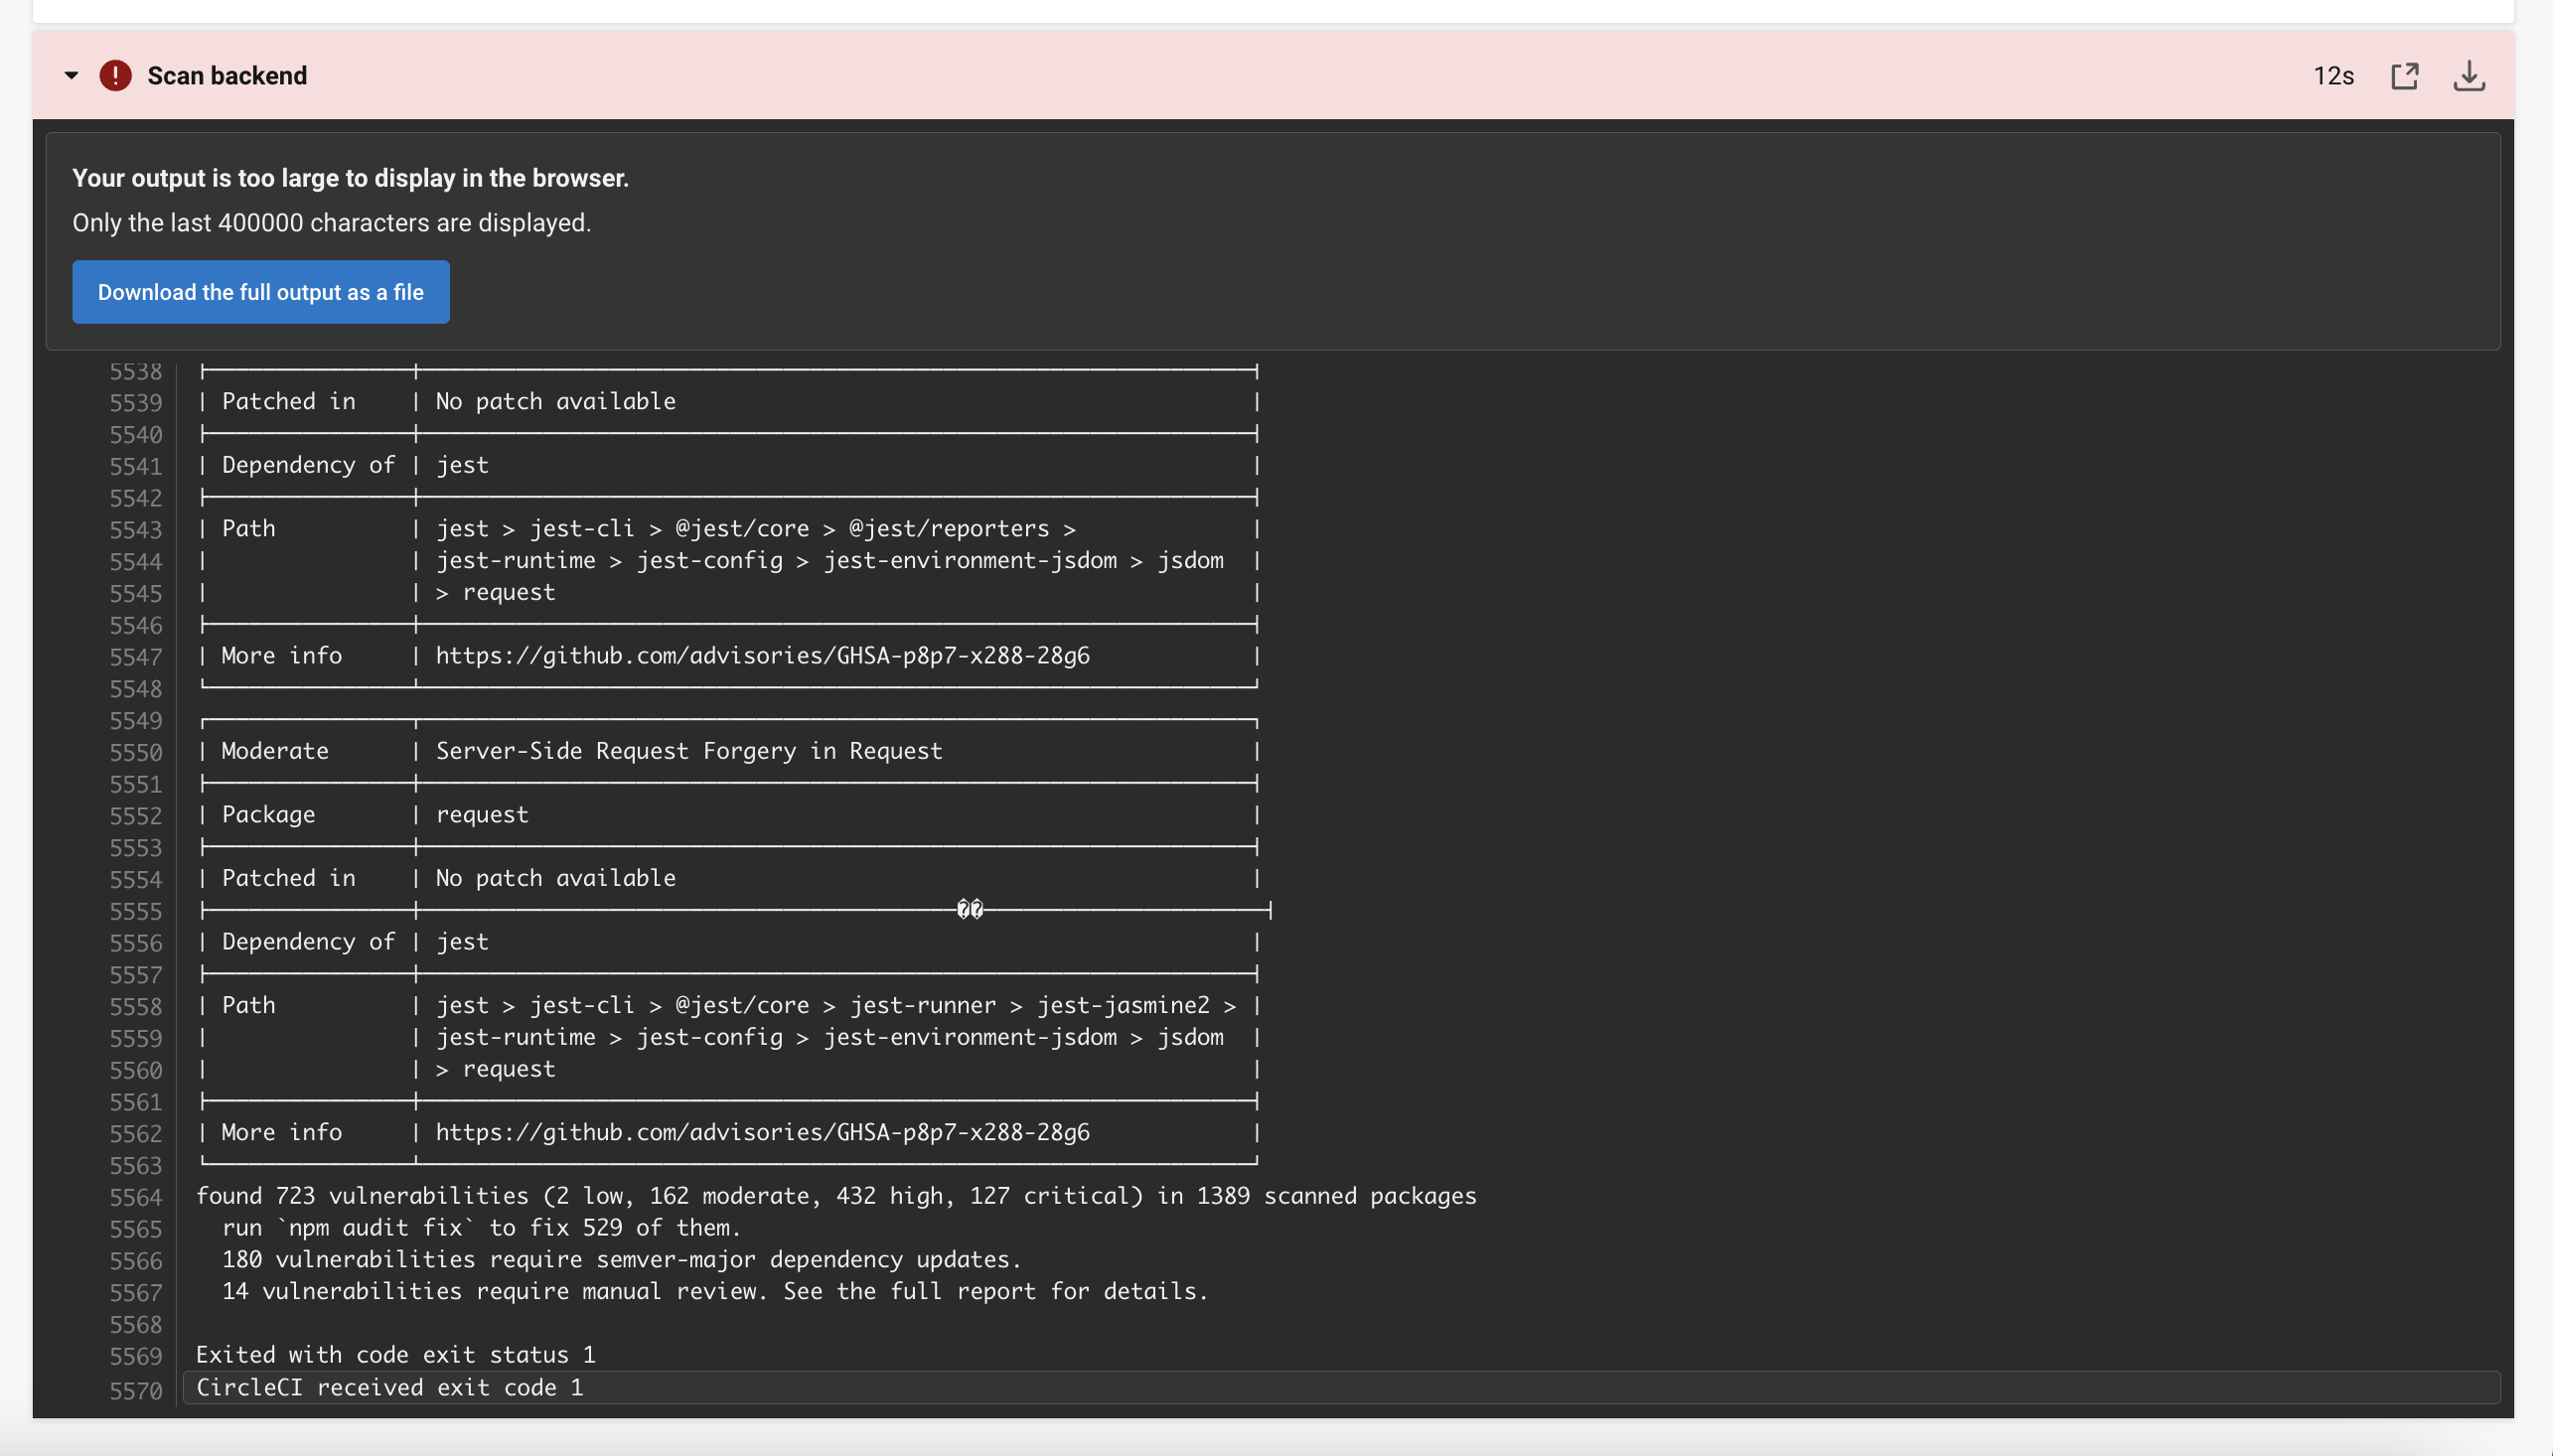 Scan backend
12s
Your output is too large to display in the browser.
Only the last 400000 characters are displayed.
Download the full output as a file
5538
5539 | Patched in | No patch available |
5540
5541 | Dependency of | jest |
5542
5543 | Path | jest > jest-cli > @jest/core > @jest/reporters > |
5544 | | jest-runtime > jest-config > jest-environment-jsdom > jsdom |
5545 | | > request |
5546
5547 | More info | https://github.com/advisories/GHSA-p8p7-x288-28g6 |
5548
5549
5550 | Moderate | Server-Side Request Forgery in Request |
5551
5552 | Package | request |
5553
5554 | Patched in | No patch available |
5555 ��
5556 | Dependency of | jest |
5557
5558 | Path | jest > jest-cli > @jest/core > jest-runner > jest-jasmine2 > |
5559 | | jest-runtime > jest-config > jest-environment-jsdom > jsdom |
5560 | | > request |
5561
5562 | More info | https://github.com/advisories/GHSA-p8p7-x288-28g6 |
5563
5564 found 723 vulnerabilities (2 low, 162 moderate, 432 high, 127 critical) in 1389 scanned packages
5565 run `npm audit fix` to fix 529 of them.
5566 180 vulnerabilities require semver-major dependency updates.
5567 14 vulnerabilities require manual review. See the full report for details.
5568
5569 Exited with code exit status 1
5570 CircleCI received exit code 1